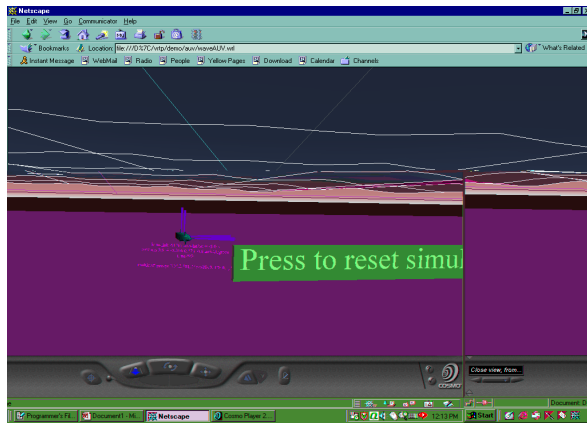 Netscape
File Edit View Go Communicator Help
Bookmarks Location: file:///D%7C/wtp/demo/auv/waveAUV.wrl What's Related
Instant Message WebMail Radio People Yellow Pages Download Calendar Channels
Press to reset simul
Close view, from...
COSMO
Document: D
Programmer's Fil... Document1 - Mi... Netscape Cosmo Player 2... 12:13 PM Start